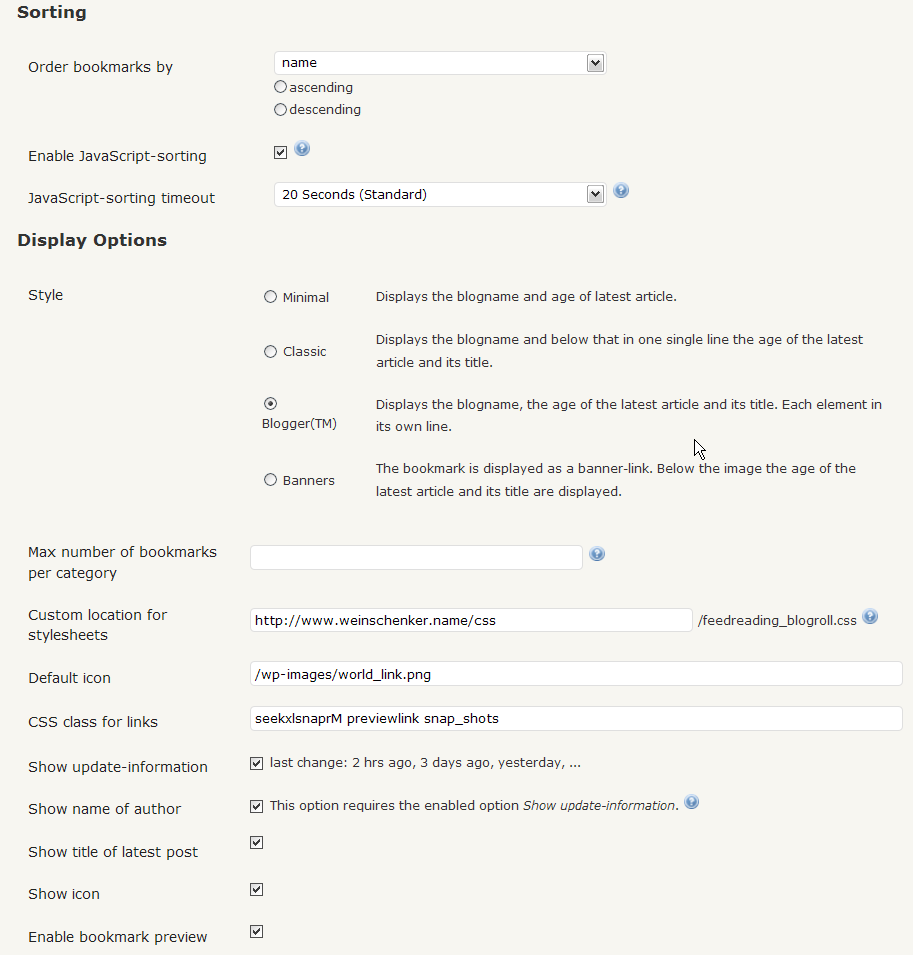 Sorting
Order bookmarks by
name
ascending
descending
Enable JavaScript-sorting
JavaScript-sorting timeout
20 Seconds (Standard)
Display Options
Style
Minimal
Displays the blogname and age of latest article.
Classic
Displays the blogname and below that in one single line the age of the latest
article and its title.
Blogger(TM)
Displays the blogname, the age of the latest article and its title. Each element in
its own line.
Banners
The bookmark is displayed as a banner-link. Below the image the age of the
latest article and its title are displayed.
Max number of bookmarks
per category
Custom location for
stylesheets
http://www.weinschenker.name/css
/feedreading_blogroll.css
Default icon
/wp-images/world_link.png
CSS class for links
seekxlsnaprM previewlink snap_shots
Show update-information
last change: 2 hrs ago, 3 days ago, yesterday, ...
Show name of author
This option requires the enabled option Show update-information.
Show title of latest post
Show icon
Enable bookmark preview